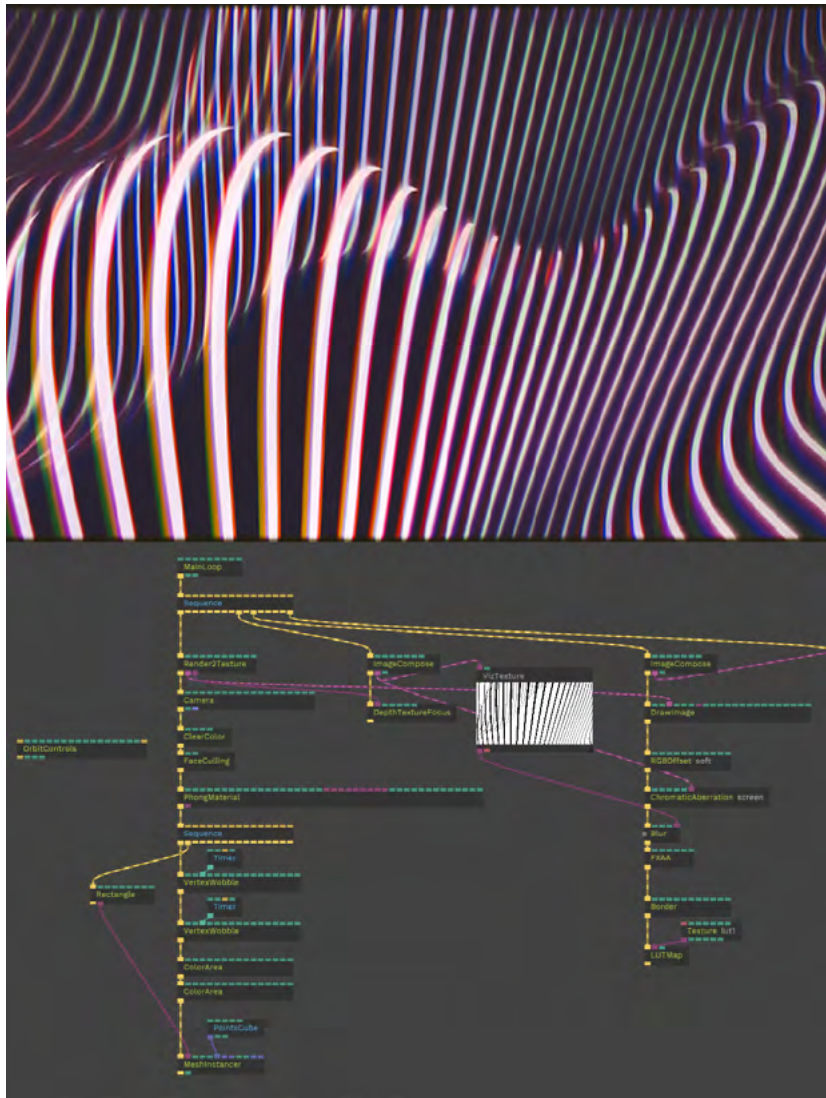 MainLoop
Sequence
Render2Texture
ImageCompose
ImageCompose
VizTexture
Camera
DepthTextureFocus
DrawImage
ClearColor
OrbitControls
FaceCulling
RGBOffset soft
PhongMaterial
ChromaticAberration screen
Sequence
Blur
Timer
FXAA
VertexWobble
Rectangle
Timer
Border
VertexWobble
Texture lut1
LUTMap
ColorArea
ColorArea
PointsCube
MeshInstancer